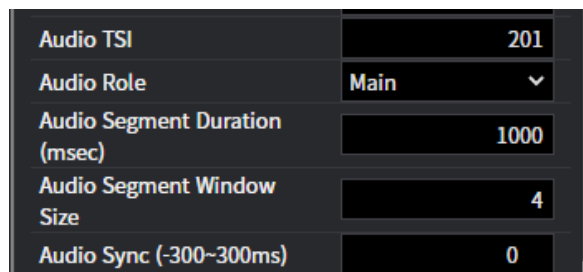 Audio TSI 201
Audio Role Main
Audio Segment Duration
(msec) 1000
Audio Segment Window
Size 4
Audio Sync (-300~300ms) 0